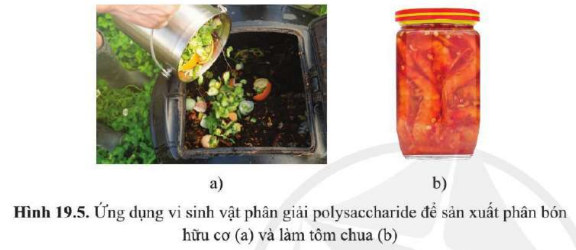 a)
b)
Hình 19.5. Ứng dụng vi sinh vật phân giải polysaccharide để sản xuất phân bón
hữu cơ (a) và làm tôm chua (b)